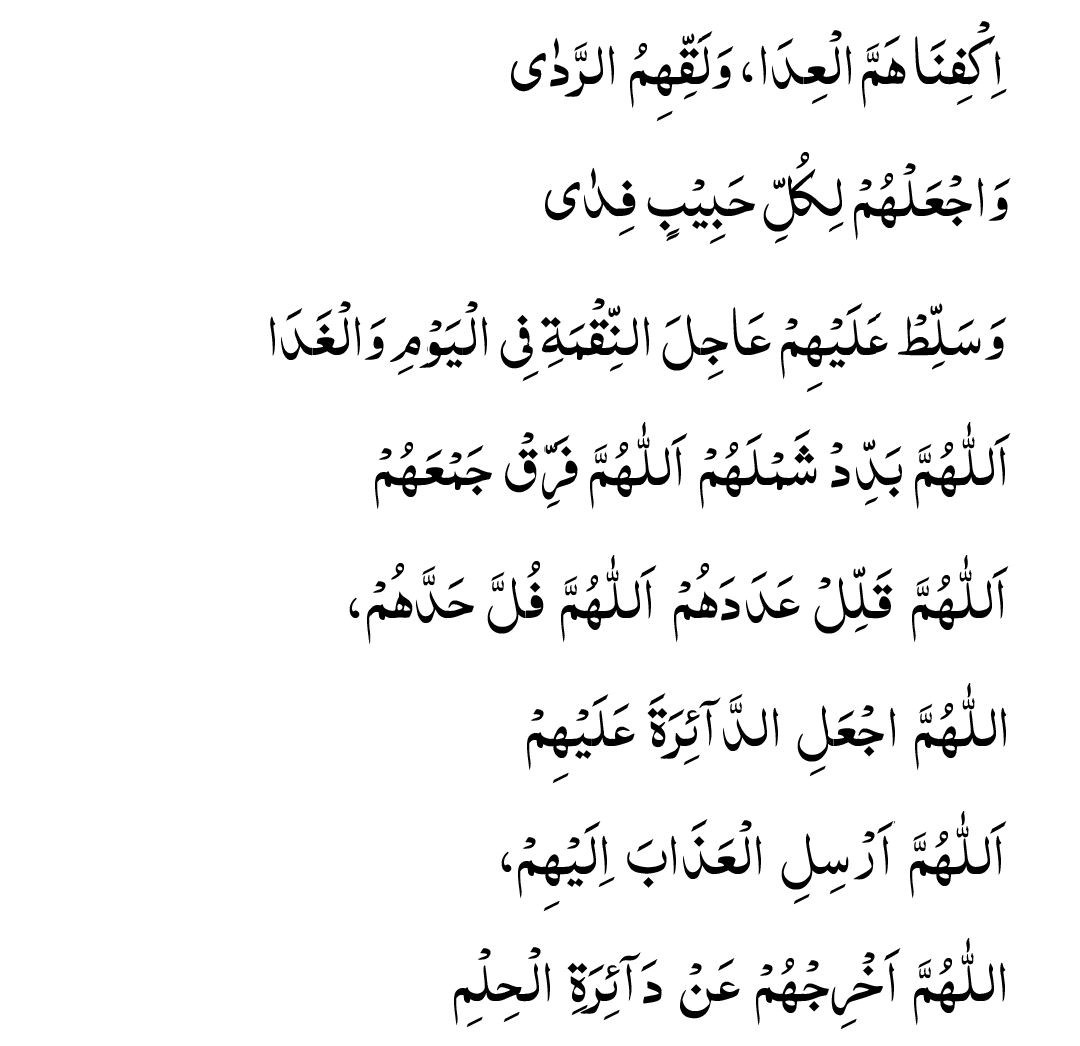 اِكْفِنَا هَمَّ الْعِدَا، وَلَقِّهِمُ الرَّدٰى
وَاجْعَلْهُمْ لِكُلِّ حَبِيْبٍ فِدٰى
وَسَلِّطْ عَلَيْهِمْ عَاجِلَ النِّقْمَةِ فِى الْيَوْمِ وَالْغَدَا
اَللّٰهُمَّ بَدِّدْ شَمْلَهُمْ اَللّٰهُمَّ فَرِّقْ جَمْعَهُمْ
اَللّٰهُمَّ قَلِّلْ عَدَدَهُمْ اَللّٰهُمَّ فُلَّ حَدَّهُمْ،
اللّٰهُمَّ اجْعَلِ الدَّآئِرَةَ عَلَيْهِمْ
اَللّٰهُمَّ اَرْسِلِ الْعَذَابَ اِلَيْهِمْ،
اللّٰهُمَّ اَخْرِجْهُمْ عَنْ دَآئِرَةِ الْحِلْمِ